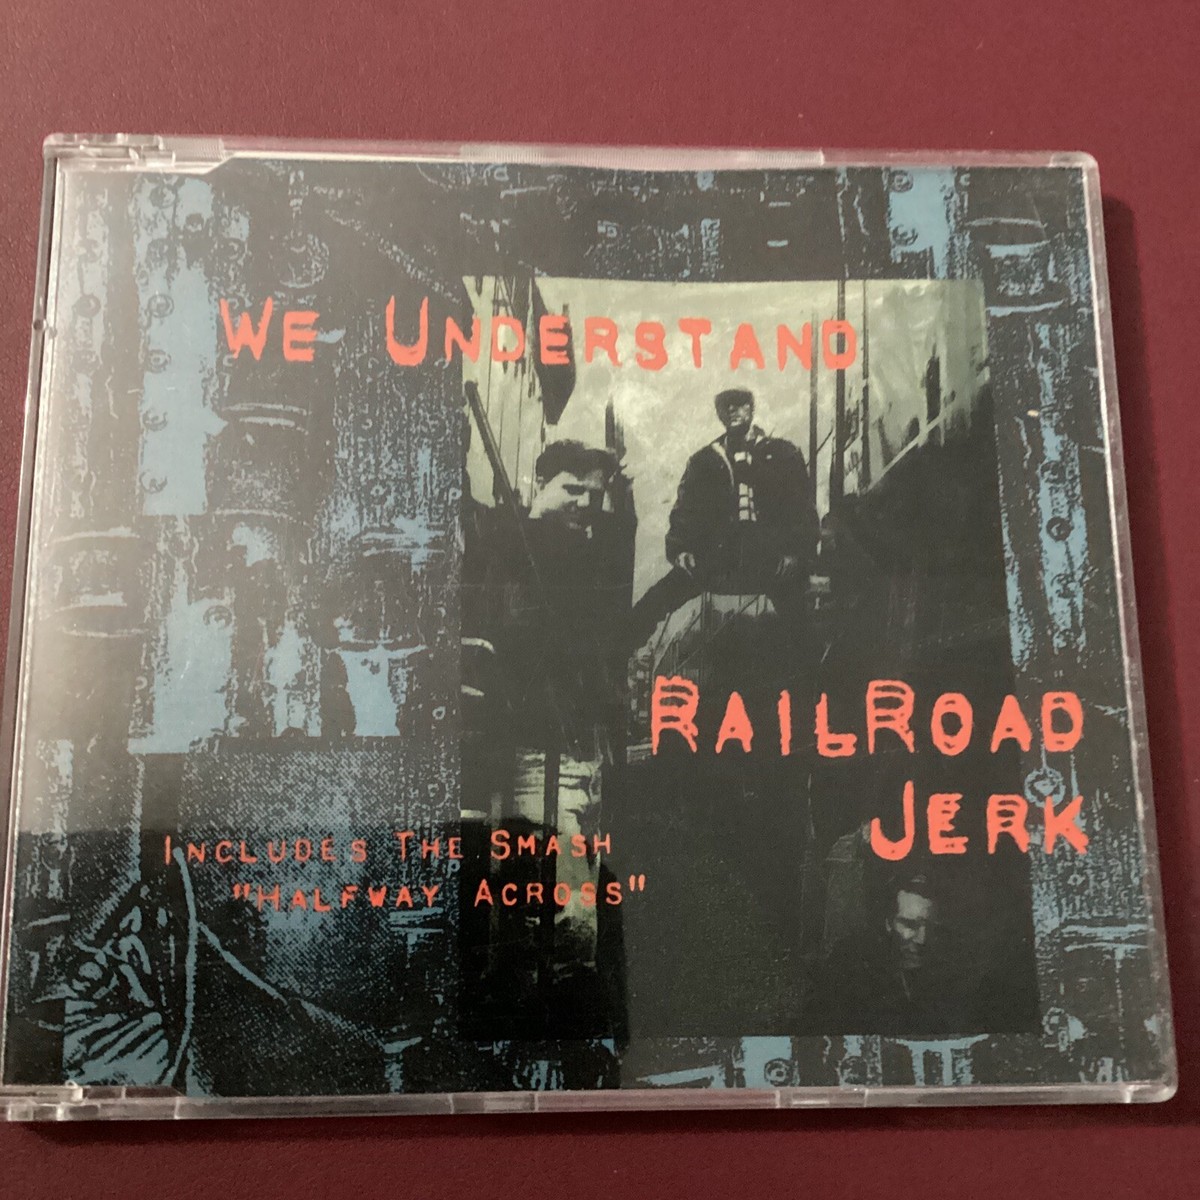 We Understand
RailRoad
Jerk
Includes The Smash
"Halfway Across"